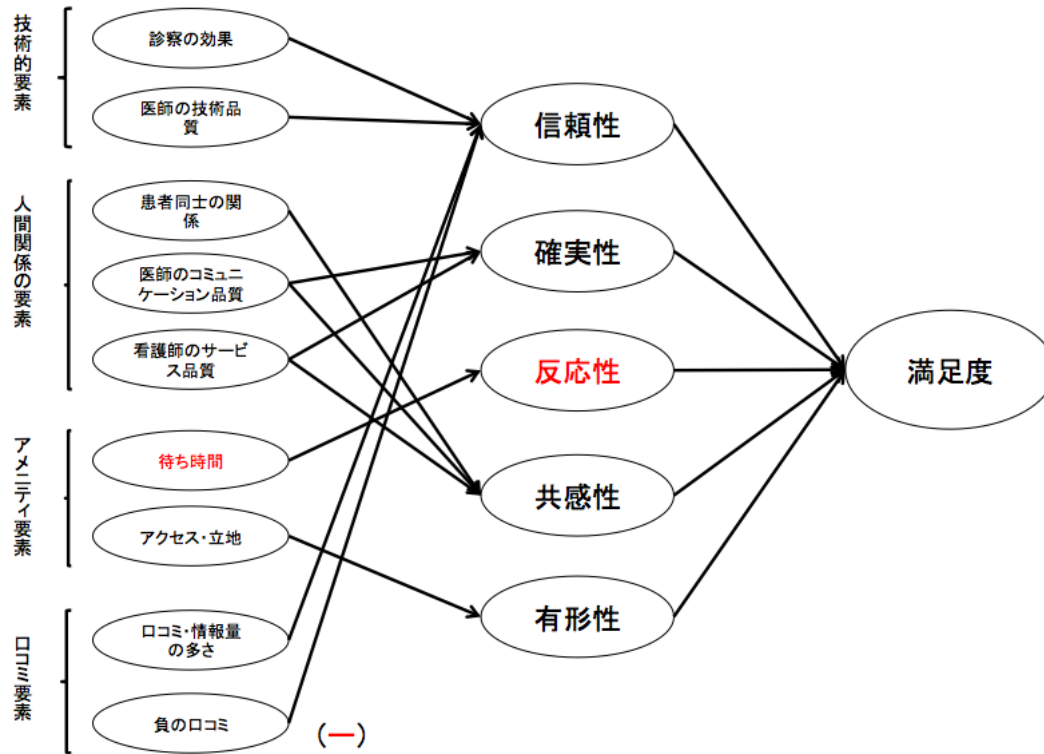 技術的要素
診察の効果
医師の技術品
質
人間関係の要素
患者同士の関
係
医師のコミュニ
ケーション品質
看護師のサービ
ス品質
アメニティ要素
待ち時間
アクセス・立地
口コミ要素
口コミ・情報量
の多さ
負の口コミ
(ー)
信頼性
確実性
反応性
共感性
有形性
満足度